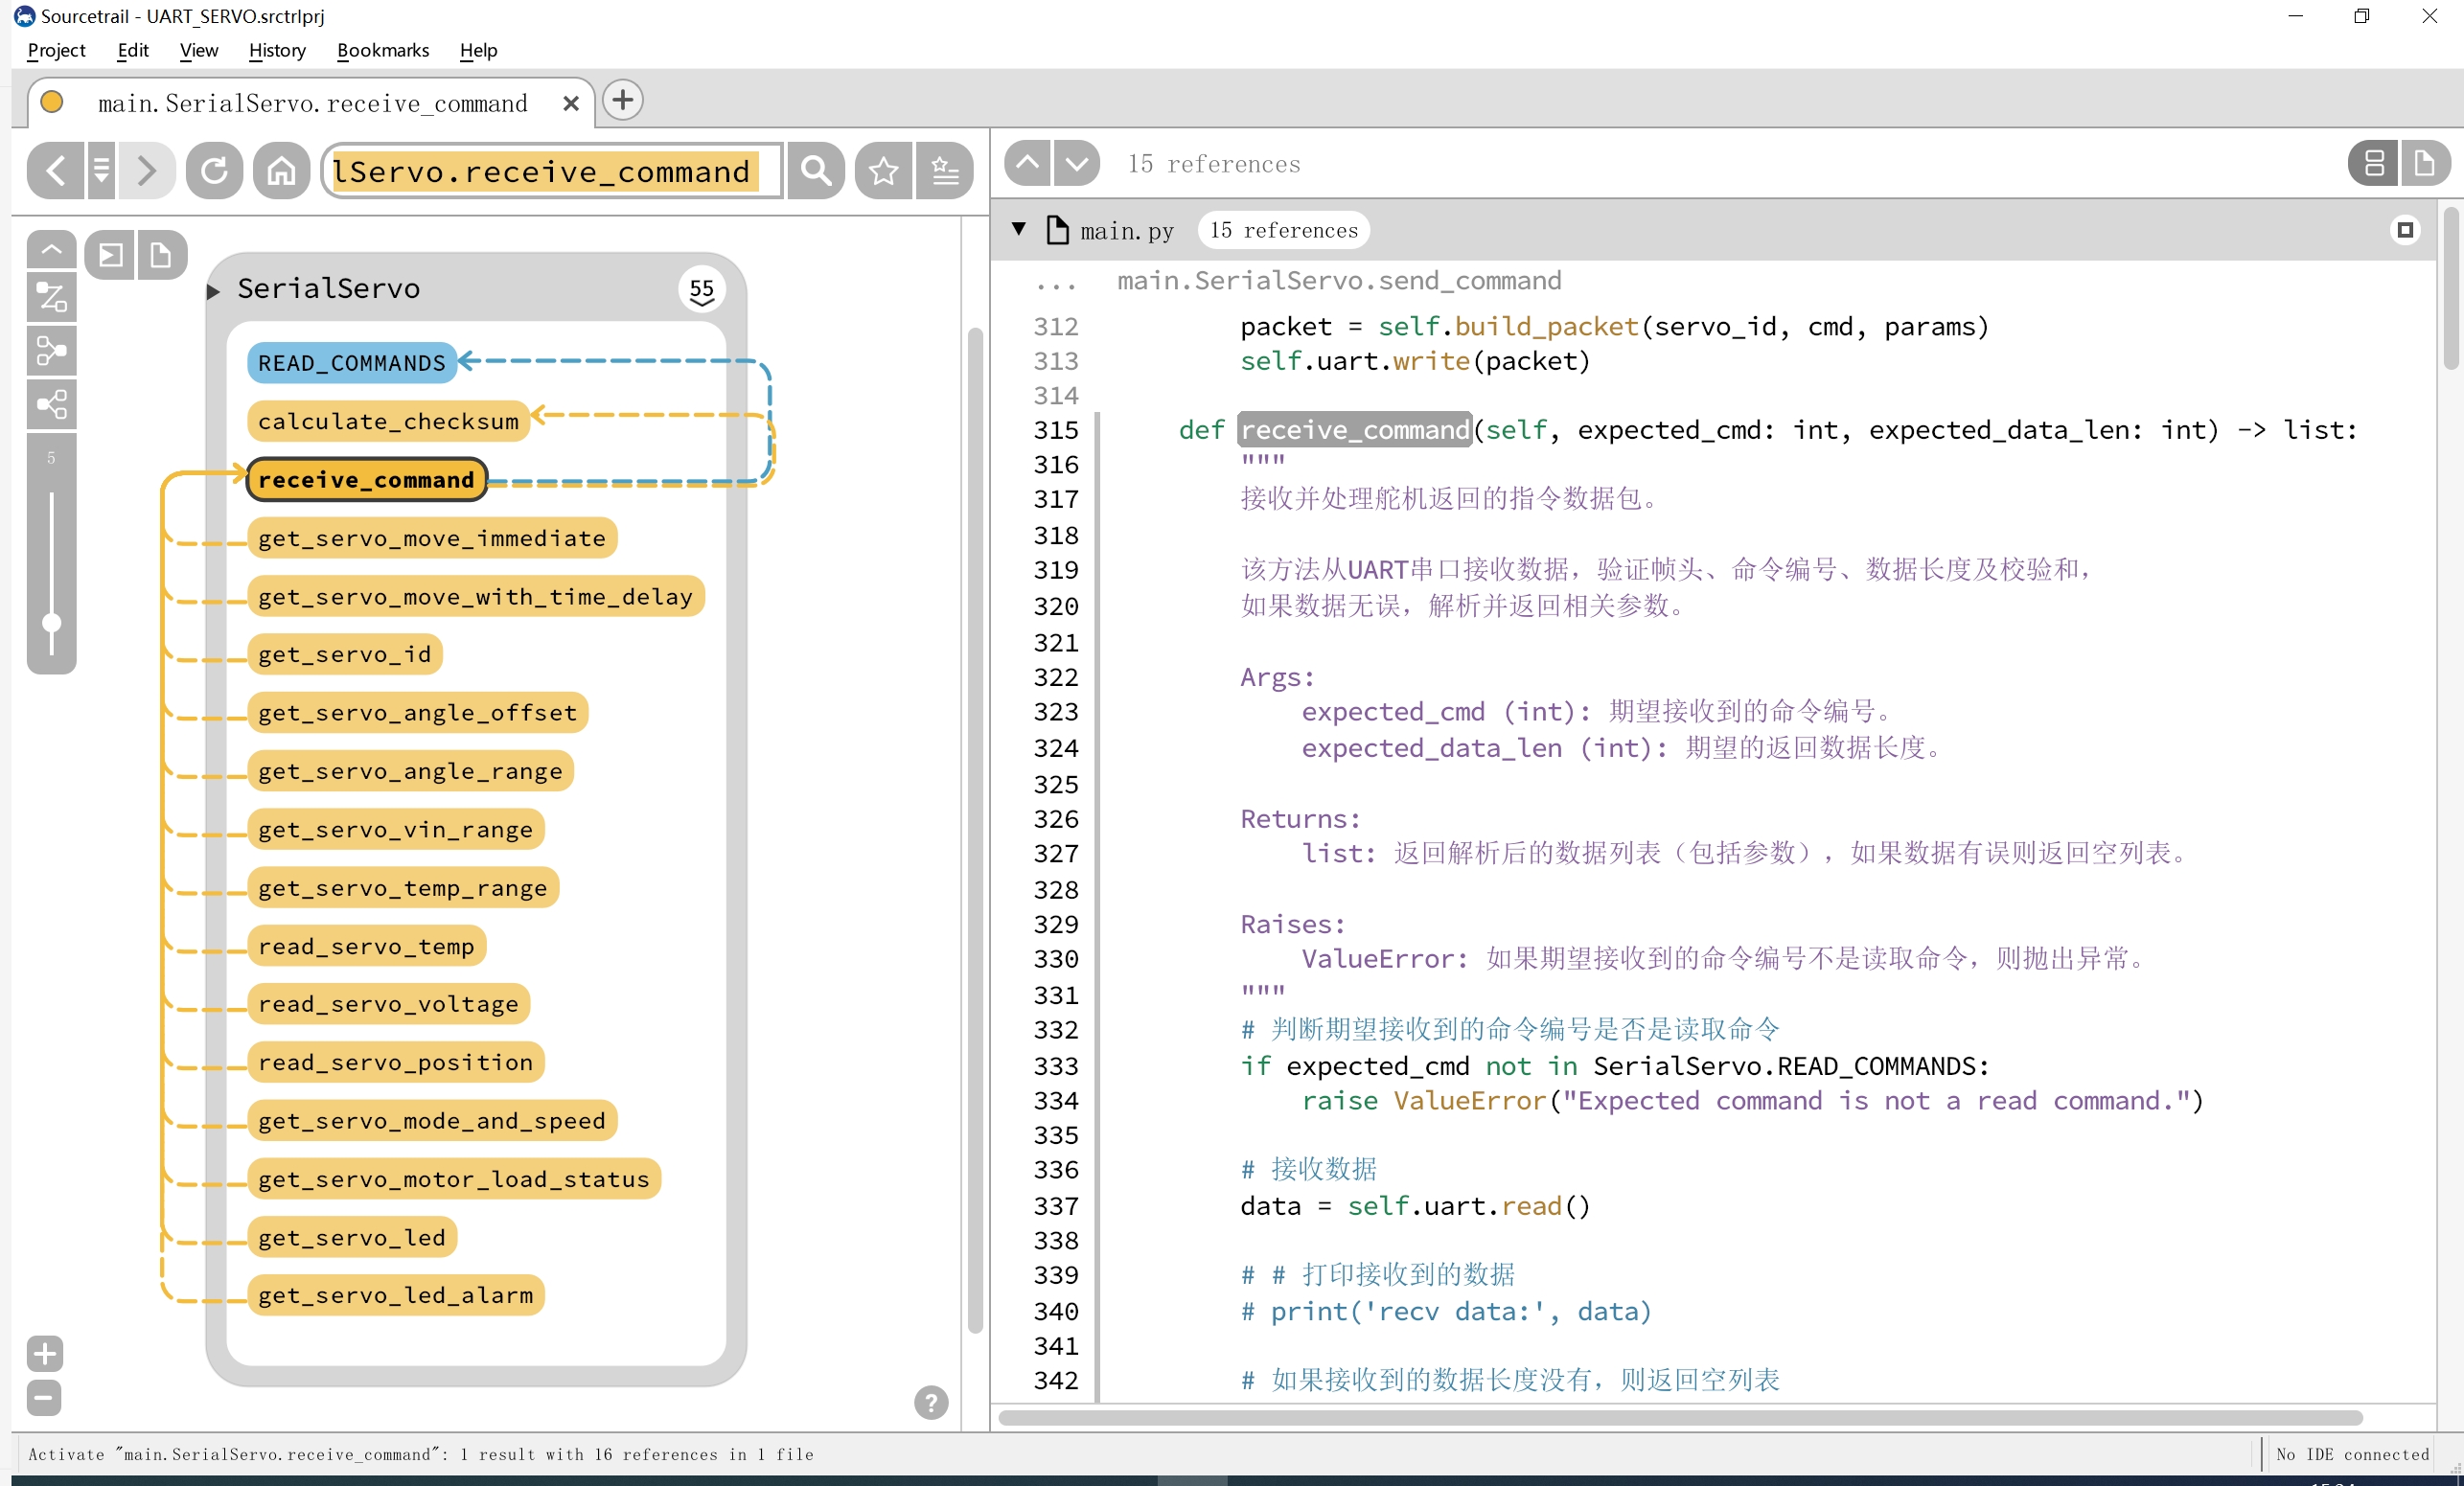 Sourcetrail - UART_SERVO.srctrlprj
Project Edit View History Bookmarks Help
main.SerialServo.receive_command
lServo.receive_command
15 references
main.py 15 references
5
SerialServo
55
READ_COMMANDS
calculate_checksum
receive_command
get_servo_move_immediate
get_servo_move_with_time_delay
get_servo_id
get_servo_angle_offset
get_servo_angle_range
get_servo_vin_range
get_servo_temp_range
read_servo_temp
read_servo_voltage
read_servo_position
get_servo_mode_and_speed
get_servo_motor_load_status
get_servo_led
get_servo_led_alarm
?
... main.SerialServo.send_command
312 packet = self.build_packet(servo_id, cmd, params)
313 self.uart.write(packet)
314
315 def receive_command(self, expected_cmd: int, expected_data_len: int) -> list:
316 """
317 接收并处理舵机返回的指令数据包。
318
319 该方法从UART串口接收数据，验证帧头、命令编号、数据长度及校验和，
320 如果数据无误，解析并返回相关参数。
321
322 Args:
323 expected_cmd (int): 期望接收到的命令编号。
324 expected_data_len (int): 期望的返回数据长度。
325
326 Returns:
327 list: 返回解析后的数据列表（包括参数），如果数据有误则返回空列表。
328
329 Raises:
330 ValueError: 如果期望接收到的命令编号不是读取命令，则抛出异常。
331 """
332 # 判断期望接收到的命令编号是否是读取命令
333 if expected_cmd not in SerialServo.READ_COMMANDS:
334 raise ValueError("Expected command is not a read command.")
335
336 # 接收数据
337 data = self.uart.read()
338
339 # # 打印接收到的数据
340 # print('recv data:', data)
341
342 # 如果接收到的数据长度没有，则返回空列表
Activate "main.SerialServo.receive_command": 1 result with 16 references in 1 file
No IDE connected